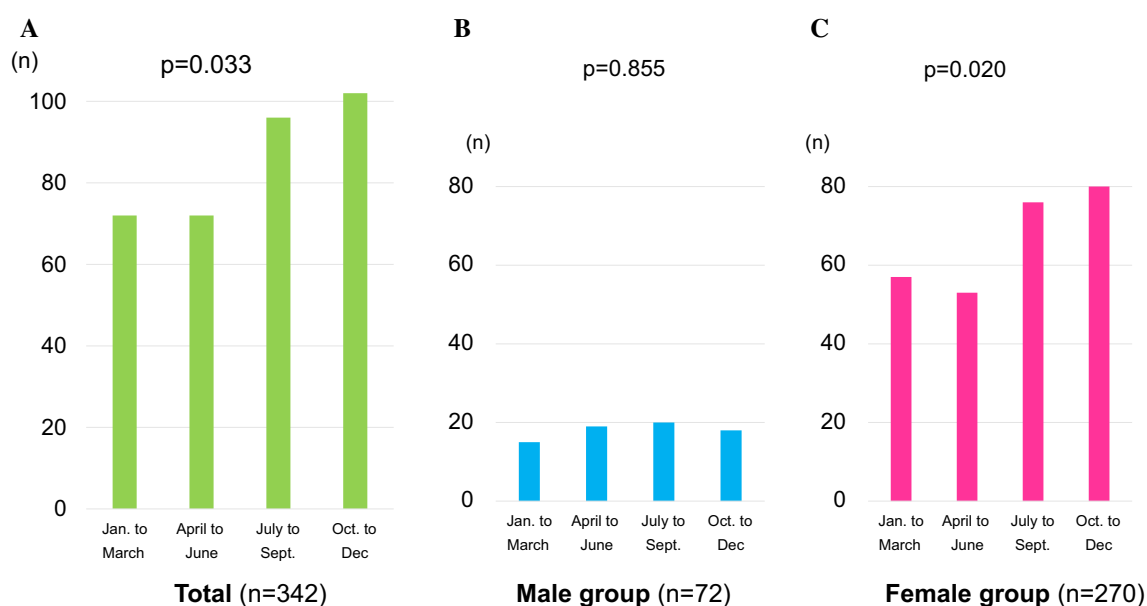 A
(n)
p=0.033
100
80
60
40
20
0
Jan. to March
April to June
July to Sept.
Oct. to Dec
Total (n=342)
B
p=0.855
(n)
80
60
40
20
0
Jan. to March
April to June
July to Sept.
Oct. to Dec
Male group (n=72)
C
p=0.020
(n)
80
60
40
20
0
Jan. to March
April to June
July to Sept.
Oct. to Dec
Female group (n=270)